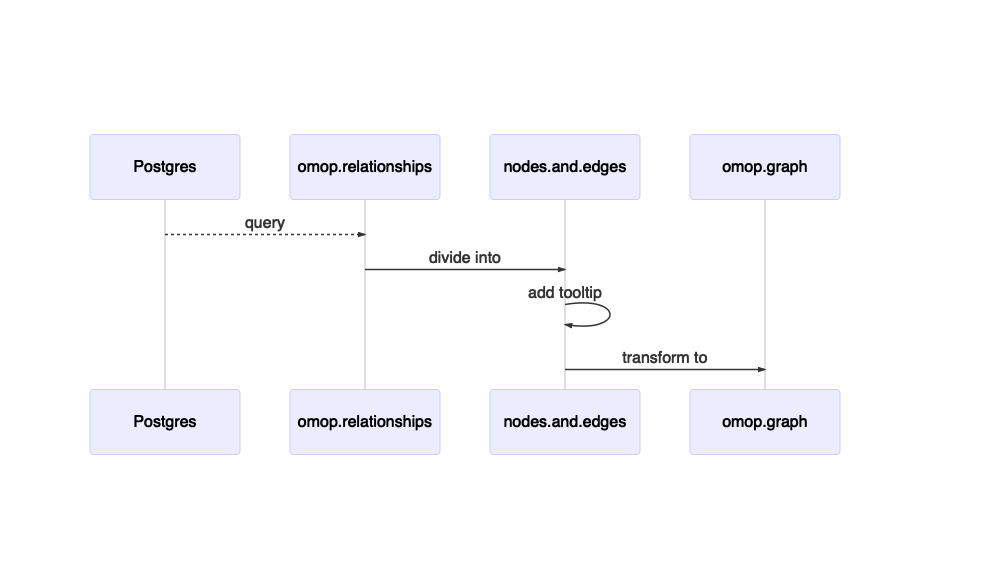 Postgres
omop.relationships
nodes.and.edges
omop.graph
query
divide into
add tooltip
transform to
Postgres
omop.relationships
nodes.and.edges
omop.graph